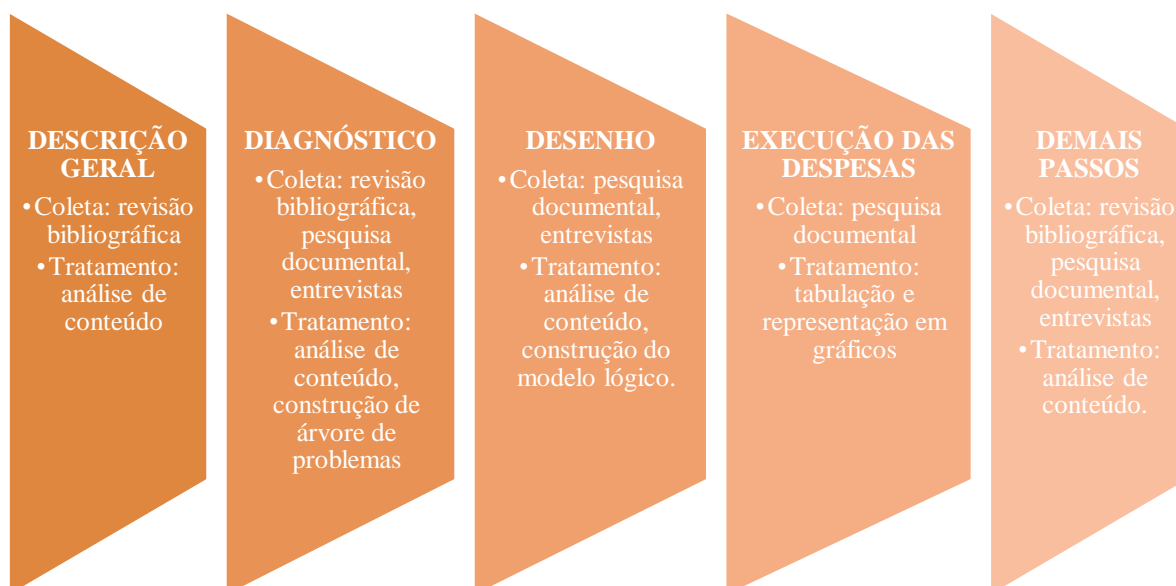 DESCRIÇÃO
GERAL
•Coleta: revisão
bibliográfica
•Tratamento:
análise de
conteúdo
DIAGNÓSTICO
•Coleta: revisão
bibliográfica,
pesquisa
documental,
entrevistas
•Tratamento:
análise de
conteúdo,
construção de
árvore de
problemas
DESENHO
•Coleta: pesquisa
documental,
entrevistas
•Tratamento:
análise de
conteúdo,
construção do
modelo lógico.
EXECUÇÃO DAS
DESPESAS
•Coleta: pesquisa
documental
•Tratamento:
tabulação e
representação em
gráficos
DEMAIS
PASSOS
•Coleta: revisão
bibliográfica,
pesquisa
documental,
entrevistas
•Tratamento:
análise de
conteúdo.